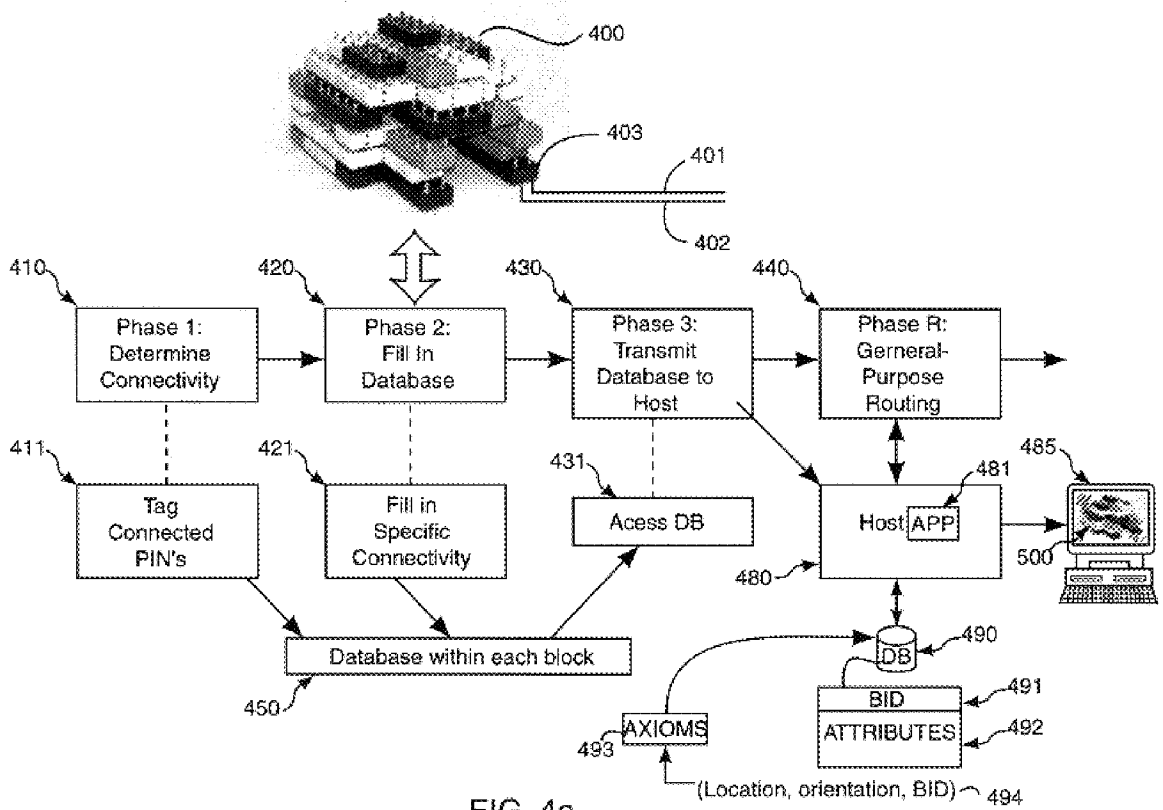 400
403
401
402
410
420
430
440
Phase 1:
Determine
Connectivity
Phase 2:
Fill In
Database
Phase 3:
Transmit
Database to
Host
Phase R:
Gerneral-
Purpose
Routing
411
421
431
481
485
Tag
Connected
PIN's
Fill in
Specific
Connectivity
Acess DB
Host
APP
500
480
Database within each block
450
DB
490
BID
491
ATTRIBUTES
492
AXIOMS
493
(Location, orientation, BID)
494
FIG. 4a